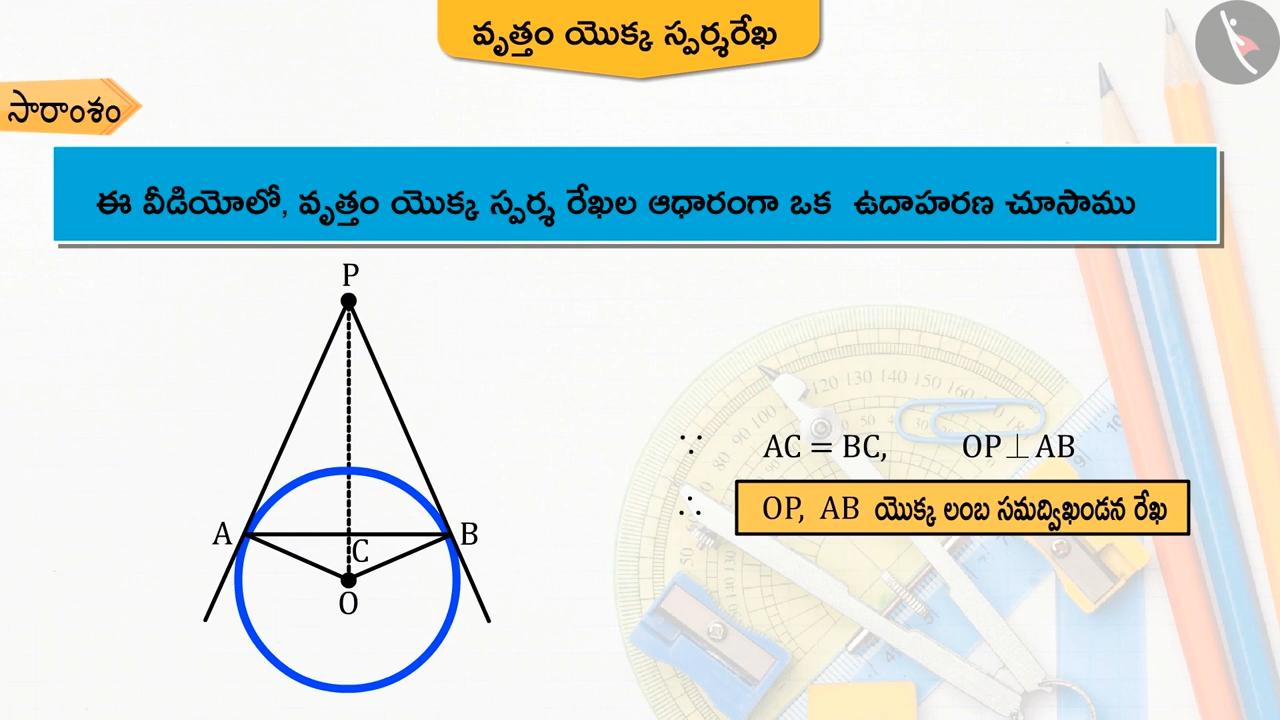 వృత్తం యొక్క స్పర్శరేఖ
సారాంశం
ఈ వీడియోలో, వృత్తం యొక్క స్పర్శ రేఖల ఆధారంగా ఒక ఉదాహరణ చూసాము
P
A
B
C
O
∵ AC = BC, OP ⊥ AB
∴ OP, AB యొక్క లంబ సమద్విఖండన రేఖ